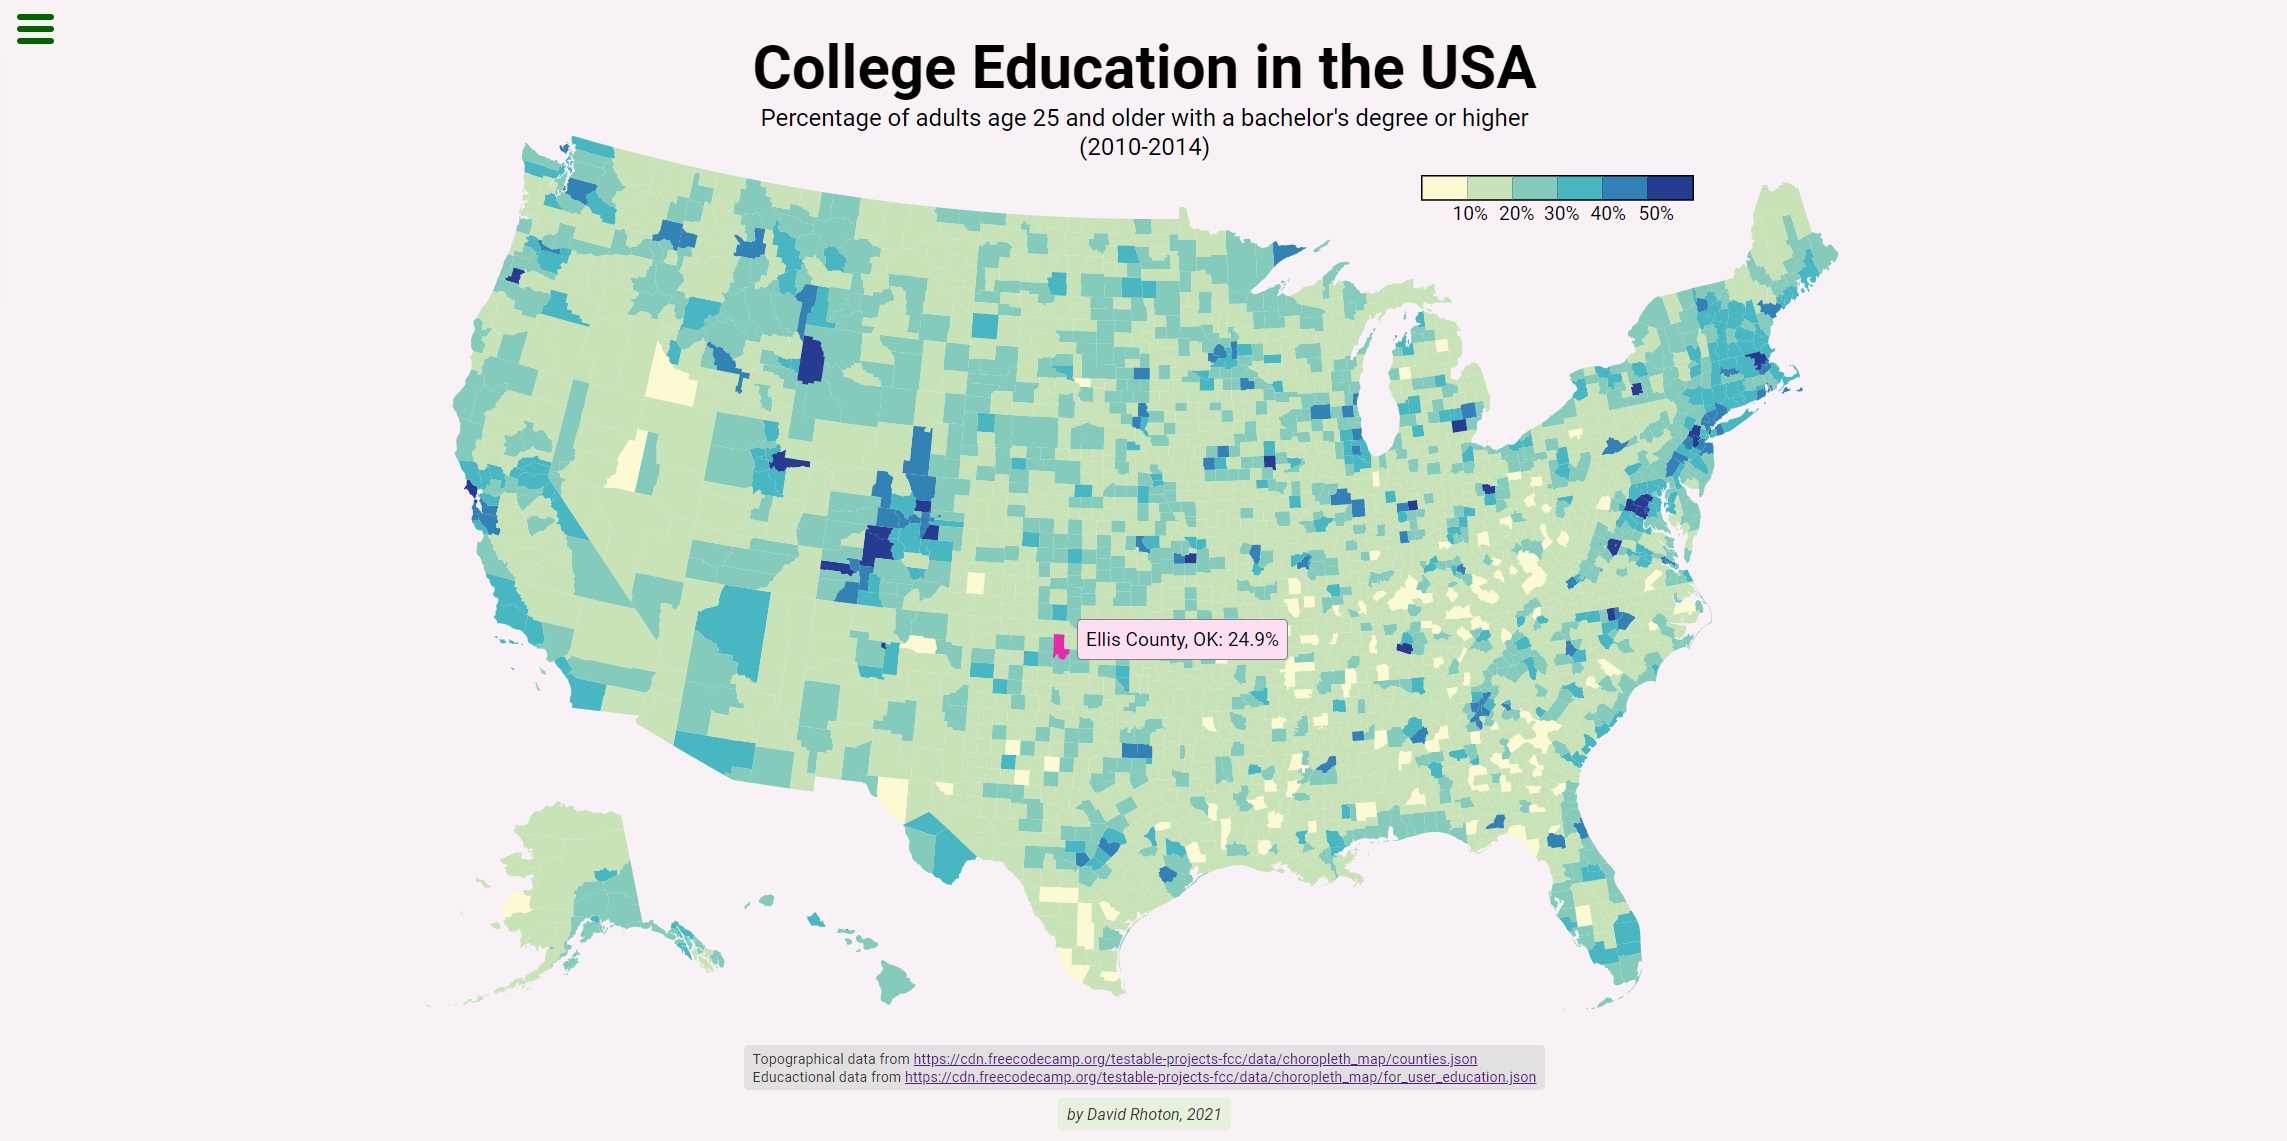 College Education in the USA
Percentage of adults age 25 and older with a bachelor's degree or higher
(2010-2014)
10% 20% 30% 40% 50%
Ellis County, OK: 24.9%
Topographical data from https://cdn.freecodecamp.org/testable-projects-fcc/data/choropleth_map/counties.json
Educactional data from https://cdn.freecodecamp.org/testable-projects-fcc/data/choropleth_map/for_user_education.json
by David Rhoton, 2021